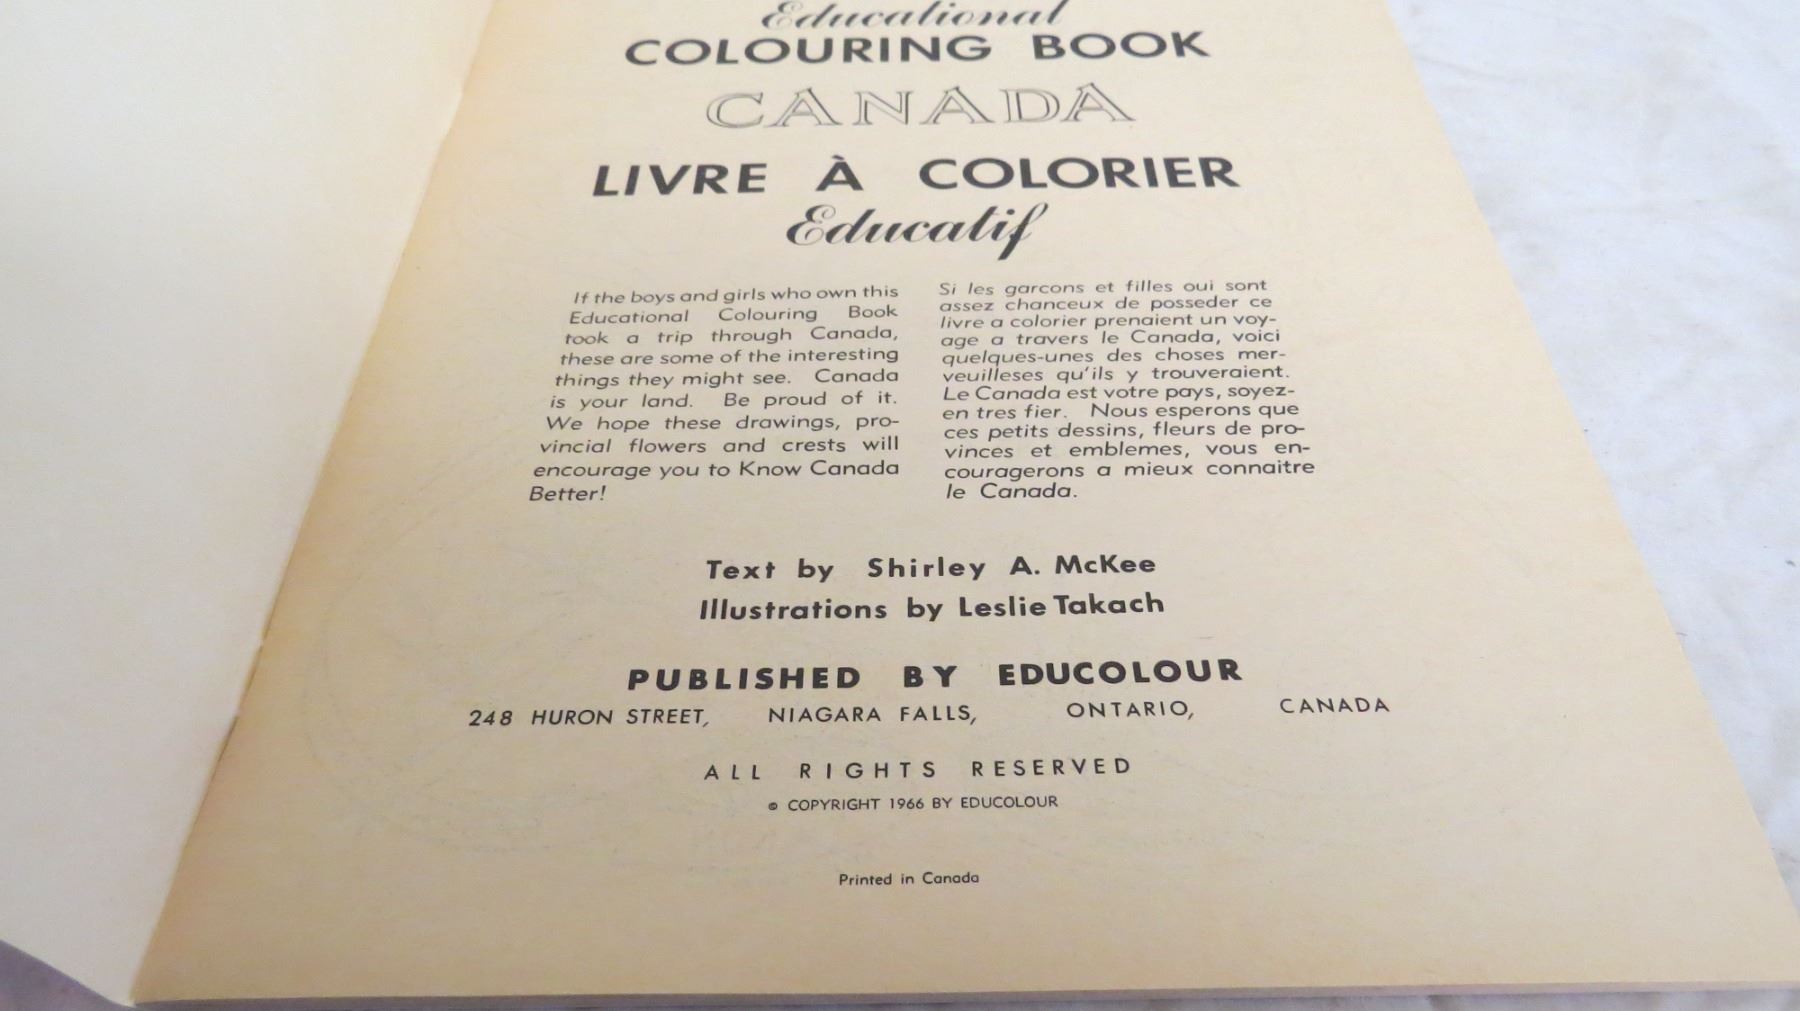 Educational
COLOURING BOOK
CANADA
LIVRE À COLORIER
Educatif
If the boys and girls who own this
Educational Colouring Book
took a trip through Canada,
these are some of the interesting
things they might see. Canada
is your land. Be proud of it.
We hope these drawings, pro-
vincial flowers and crests will
encourage you to Know Canada
Better!
Si les garcons et filles oui sont
assez chanceux de posseder ce
livre a colorier prenaient un voy-
age a travers le Canada, voici
quelques-unes des choses mer-
veuilleses qu'ils y trouveraient.
Le Canada est votre pays, soyez-
en tres fier. Nous esperons que
ces petits dessins, fleurs de pro-
vinces et emblemes, vous en-
couragerons a mieux connaitre
le Canada.
Text by Shirley A. McKee
Illustrations by Leslie Takach
PUBLISHED BY EDUCOLOUR
248 HURON STREET, NIAGARA FALLS, ONTARIO, CANADA
ALL RIGHTS RESERVED
© COPYRIGHT 1966 BY EDUCOLOUR
Printed in Canada